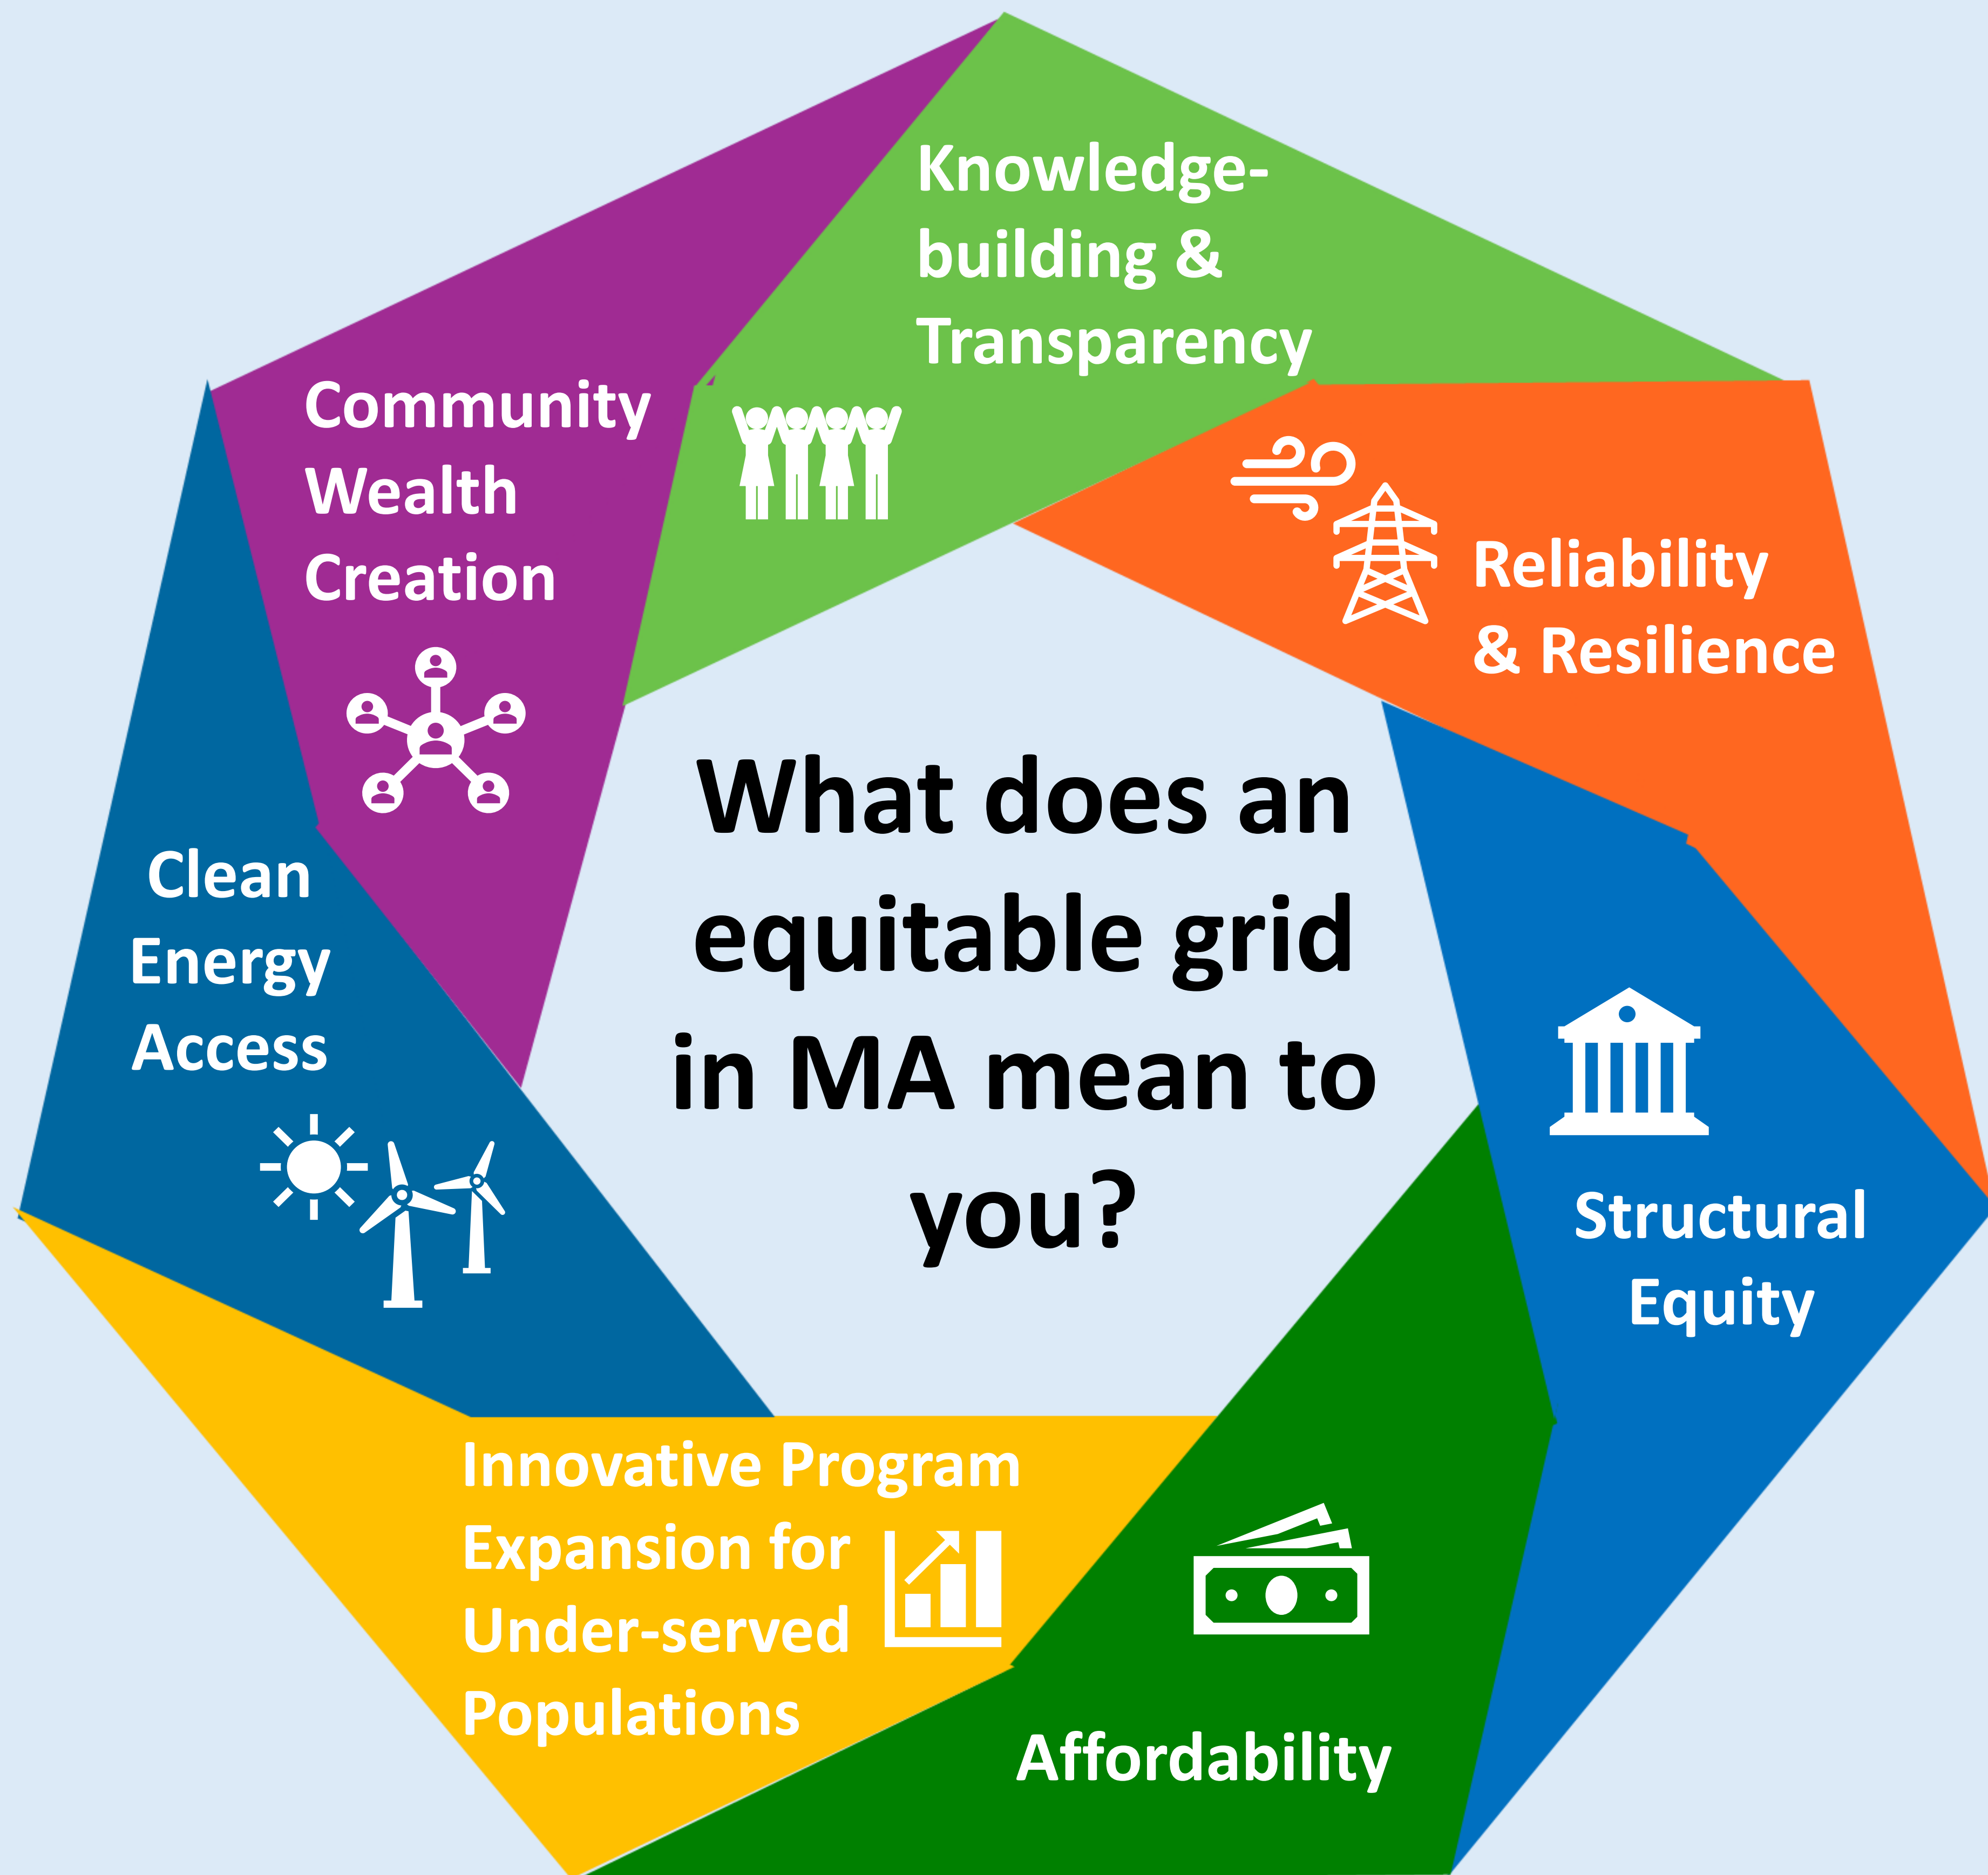 Knowledge-
building &
Transparency
Community
Wealth
Creation
Reliability
& Resilience
What does an
equitable grid
in MA mean to
you?
Clean
Energy
Access
Structural
Equity
Innovative Program
Expansion for
Under-served
Populations
Affordability